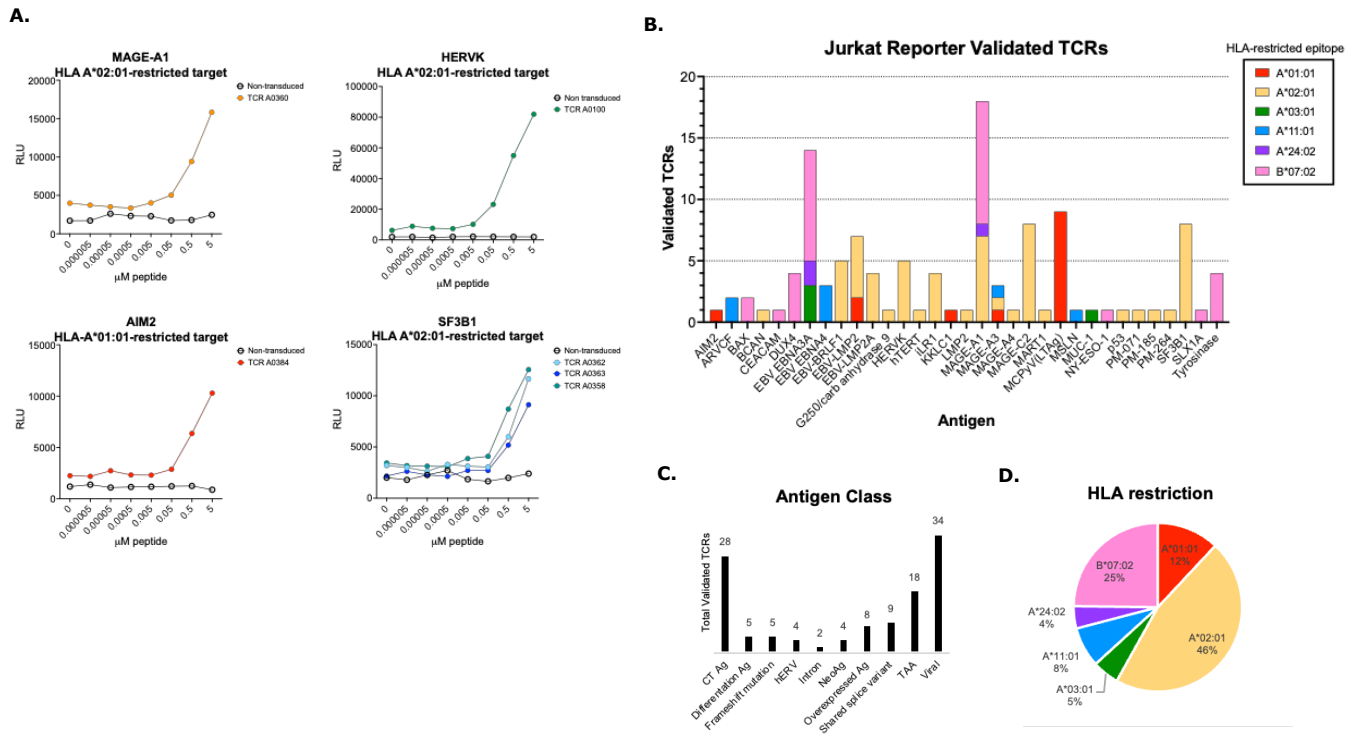 A.
MAGE-A1
HLA A*02:01-restricted target
20000
15000
10000
5000
0
RLU
0
0.000005
0.00005
0.0005
0.005
0.05
0.5
5
μM peptide
Non-transduced
TCR A0360
HERVK
HLA A*02:01-restricted target
100000
80000
60000
40000
20000
0
RLU
0
0.000005
0.00005
0.0005
0.005
0.05
0.5
5
μM peptide
Non transduced
TCR A0100
AIM2
HLA-A*01:01-restricted target
15000
10000
5000
0
RLU
0
0.000005
0.00005
0.0005
0.005
0.05
0.5
5
μM peptide
Non-transduced
TCR A0384
SF3B1
HLA A*02:01-restricted target
15000
10000
5000
0
RLU
0
0.000005
0.00005
0.0005
0.005
0.05
0.5
5
μM peptide
Non-transduced
TCR A0362
TCR A0363
TCR A0358
B.
Jurkat Reporter Validated TCRs
HLA-restricted epitope
A*01:01
A*02:01
A*03:01
A*11:01
A*24:02
B*07:02
20
15
10
5
0
Validated TCRs
AIM2
ARVCF
BAX
BCAN
CEACAM
DUX4
EBV EBNA3A
EBV-EBNA4
EBV-BRLF1
EBV-LMP2
EBV-LMP2A
G250/carb anhydrase 9
HERVK
hTERT
iLR1
KKLC1
LMP2
MAGE-A1
MAGEA3
MAGE-A4
MAGE-C2
MART1
MCPyV(LTAg)
MSLN
MUC-1
NY-ESO-1
p53
PM-071
PM-185
PM-264
SF3B1
SLX1A
Tyrosinase
Antigen
C.
Antigen Class
Total Validated TCRs
28
5
5
4
2
4
8
9
18
34
CT Ag
Differentation Ag
Frameshift mutation
hERV
Intron
NeoAg
Overexpressed Ag
Shared splice variant
TAA
Viral
D.
HLA restriction
A*01:01
12%
A*02:01
46%
A*03:01
5%
A*11:01
8%
A*24:02
4%
B*07:02
25%